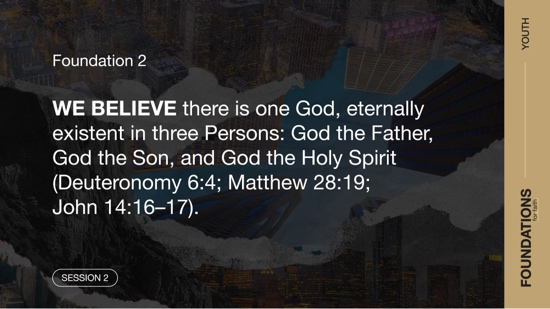 Foundation 2
WE BELIEVE there is one God, eternally
existent in three Persons: God the Father,
God the Son, and God the Holy Spirit
(Deuteronomy 6:4; Matthew 28:19;
John 14:16–17).
SESSION 2
YOUTH
FOUNDATIONS
for faith